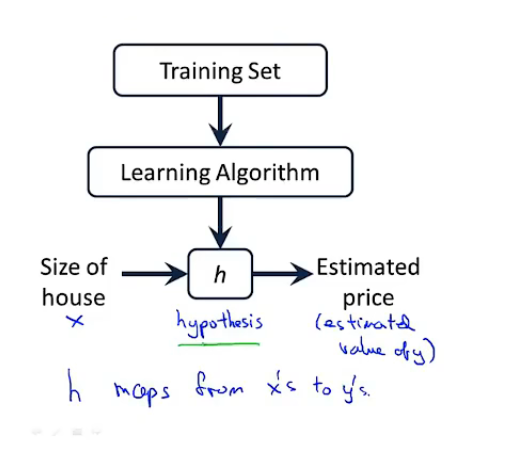 Training Set
Learning Algorithm
Size of
house
x
h
hypothesis
Estimated
price
(estimated
value of y)
h maps from x's to y's.